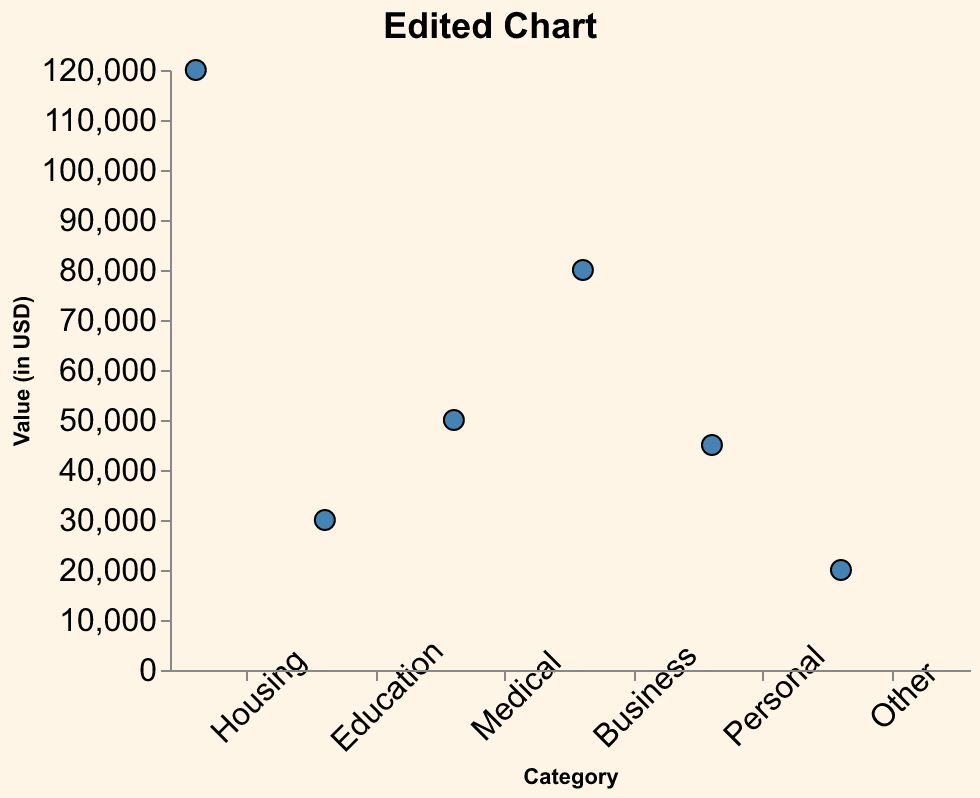 Edited Chart
120,000
110,000
100,000
90,000
80,000
70,000
60,000
50,000
40,000
30,000
20,000
10,000
0
Value (in USD)
Housing
Education
Medical
Business
Personal
Other
Category